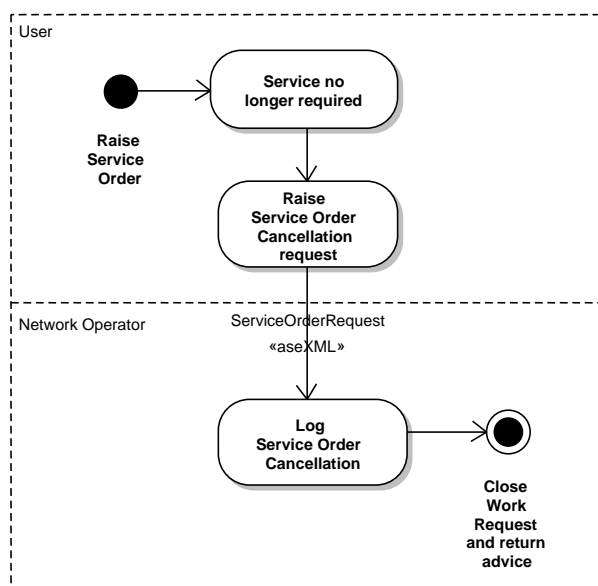 User
Service no
longer required
Raise
Service
Order
Raise
Service Order
Cancellation
request
Network Operator
ServiceOrderRequest
«aseXML»
Log
Service Order
Cancellation
Close
Work
Request
and return
advice